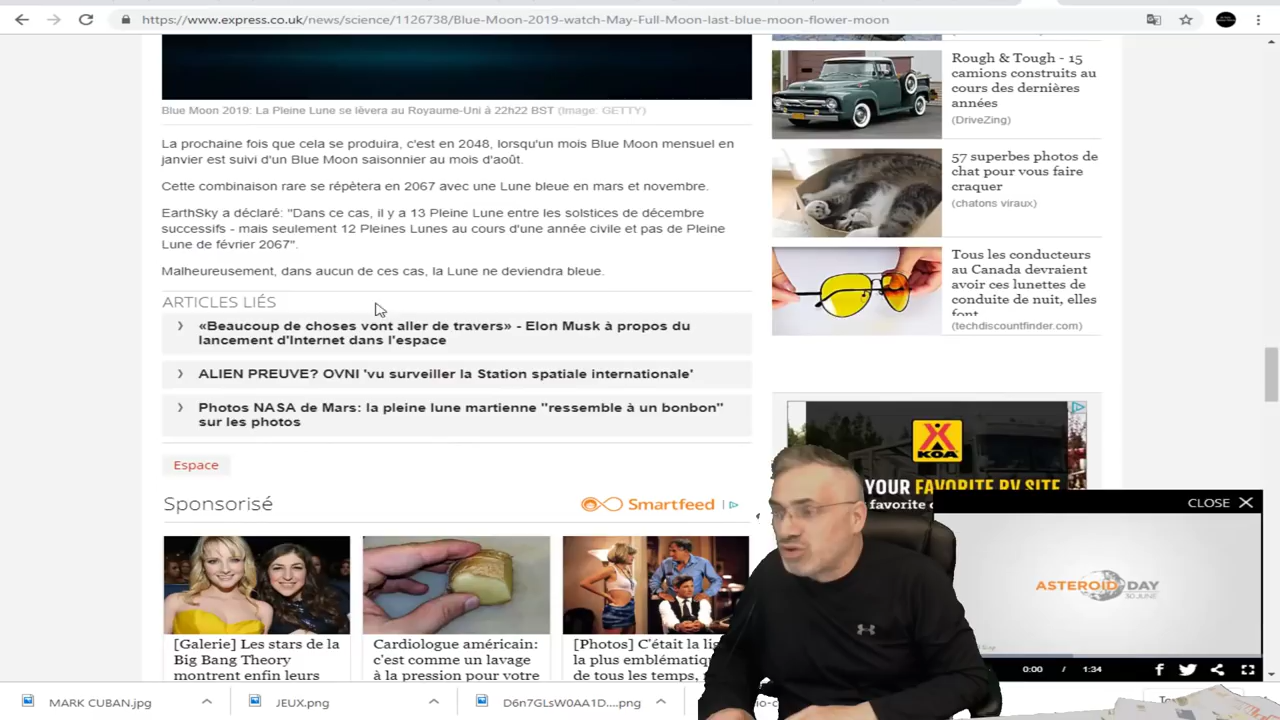 https://www.express.co.uk/news/science/1126738/Blue-Moon-2019-watch-May-Full-Moon-last-blue-moon-flower-moon
Blue Moon 2019: La Pleine Lune se lèvera au Royaume-Uni à 22h22 BST (Image: GETTY)
La prochaine fois que cela se produira, c'est en 2048, lorsqu'un mois Blue Moon mensuel en
janvier est suivi d'un Blue Moon saisonnier au mois d'août.
Cette combinaison rare se répètera en 2067 avec une Lune bleue en mars et novembre.
EarthSky a déclaré: "Dans ce cas, il y a 13 Pleine Lune entre les solstices de décembre
successifs - mais seulement 12 Pleines Lunes au cours d'une année civile et pas de Pleine
Lune de février 2067".
Malheureusement, dans aucun de ces cas, la Lune ne deviendra bleue.
ARTICLES LIÉS
«Beaucoup de choses vont aller de travers» - Elon Musk à propos du
lancement d'Internet dans l'espace
ALIEN PREUVE? OVNI 'vu surveiller la Station spatiale internationale'
Photos NASA de Mars: la pleine lune martienne "ressemble à un bonbon"
sur les photos
Espace
Sponsorisé
Smartfeed
[Galerie] Les stars de la
Big Bang Theory
montrent enfin leurs
Cardiologue américain:
c'est comme un lavage
à la pression pour votre
[Photos] C'était la
la plus emblématiq
de tous les temps,
Rough & Tough - 15
camions construits au
cours des dernières
années
(DriveZing)
57 superbes photos de
chat pour vous faire
craquer
(chatons viraux)
Tous les conducteurs
au Canada devraient
avoir ces lunettes de
conduite de nuit, elles
font
(techdiscountfinder.com)
KOA
YOUR FAVORITE RV SITE
favorite
CLOSE
ASTEROID DAY
30 JUNE
0:00 / 1:34
MARK CUBAN.jpg
JEUX.png
D6n7GLsW0AA1D....png